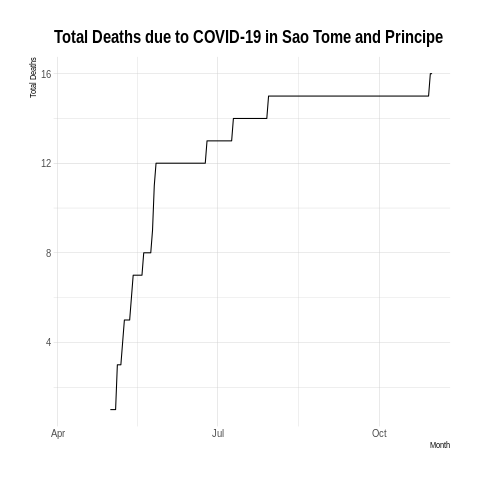 Total Deaths due to COVID-19 in Sao Tome and Principe
Total Deaths
16
12
8
4
Apr
Jul
Oct
Month